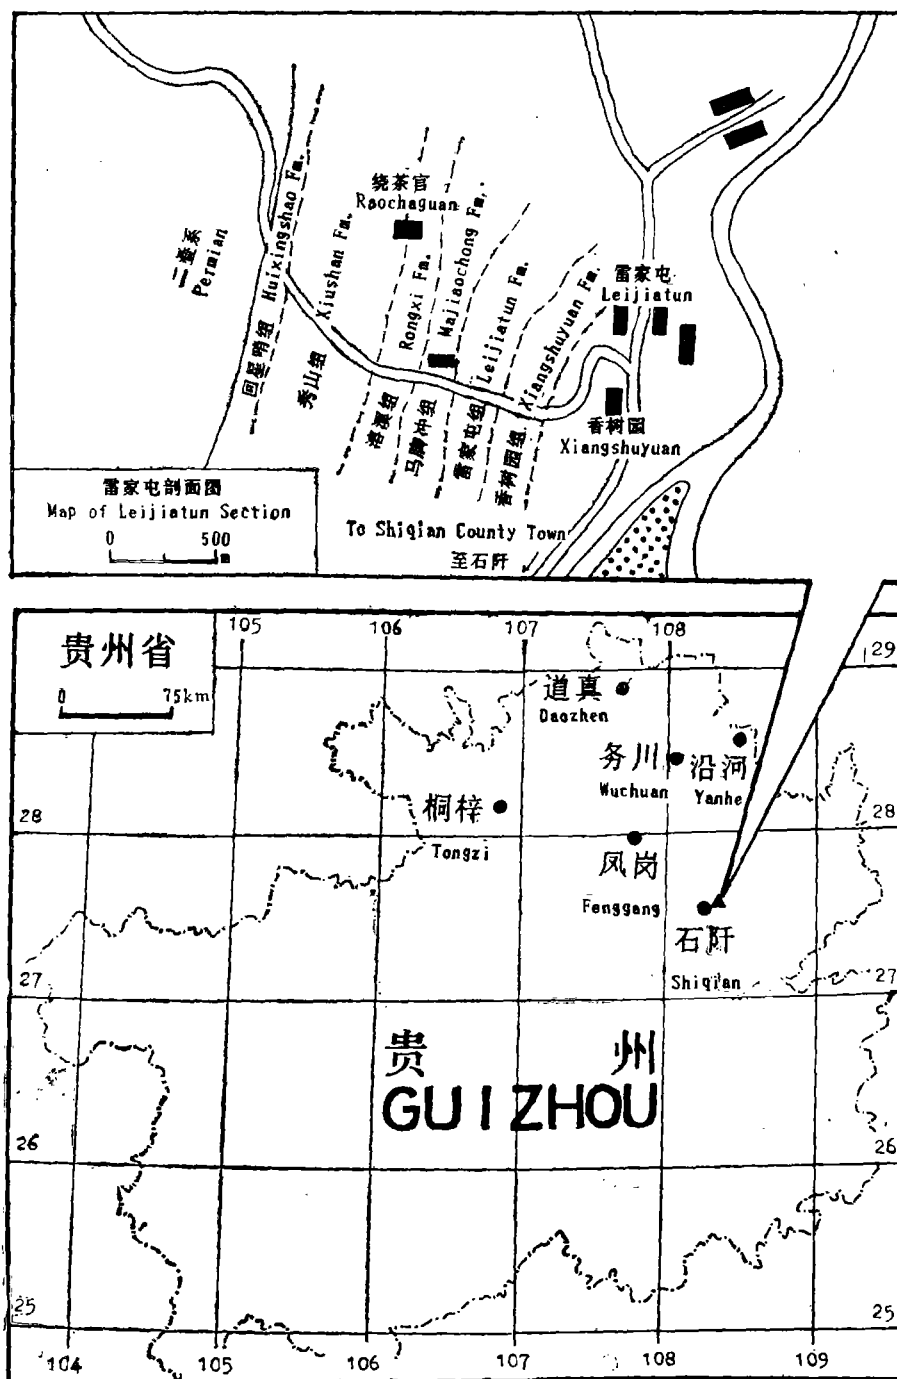 二叠系
Permian
回星哨组 Huixingshao Fm.
秀山组
Xiushan Fm.
绕茶官
Raochaguan
溶溪组
Rongxi Fm.
马脚冲组
Majiaochong Fm.
雷家屯组
Leijiatun Fm.
香树园组
Xiangshuyuan Fm.
雷家屯
Leijiatun
香树园
Xiangshuyuan
雷家屯剖面图
Map of Leijiatun Section
0 500
m
To Shiqian County Town
至石阡
贵州省
0 75km
105 106 107 108
29
道真
Daozhen
务川
Wuchuan
沿河
Yanhe
桐梓
Tongzi
28 28
凤岗
Fenggang
石阡
Shiqian
27 27
贵州
GUIZHOU
26 26
25 25
104 105 106 107 108 109